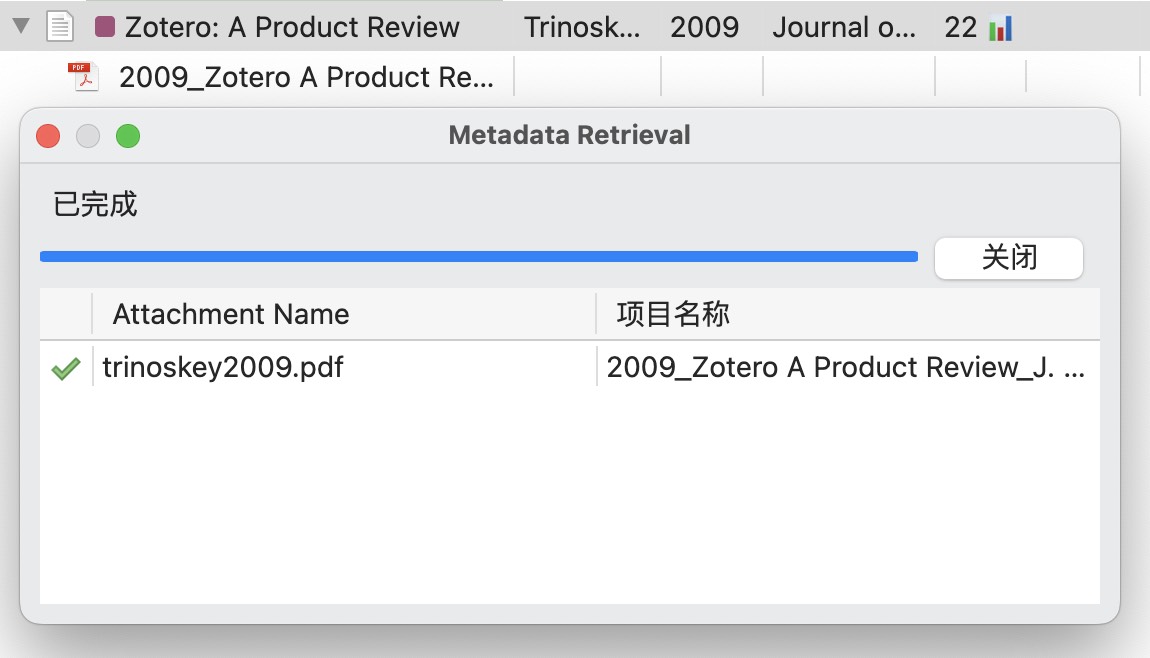 Zotero: A Product Review Trinosk... 2009 Journal o... 22
PDF 2009_Zotero A Product Re...
Metadata Retrieval
已完成
关闭
Attachment Name 项目名称
trinoskey2009.pdf 2009_Zotero A Product Review_J. ...